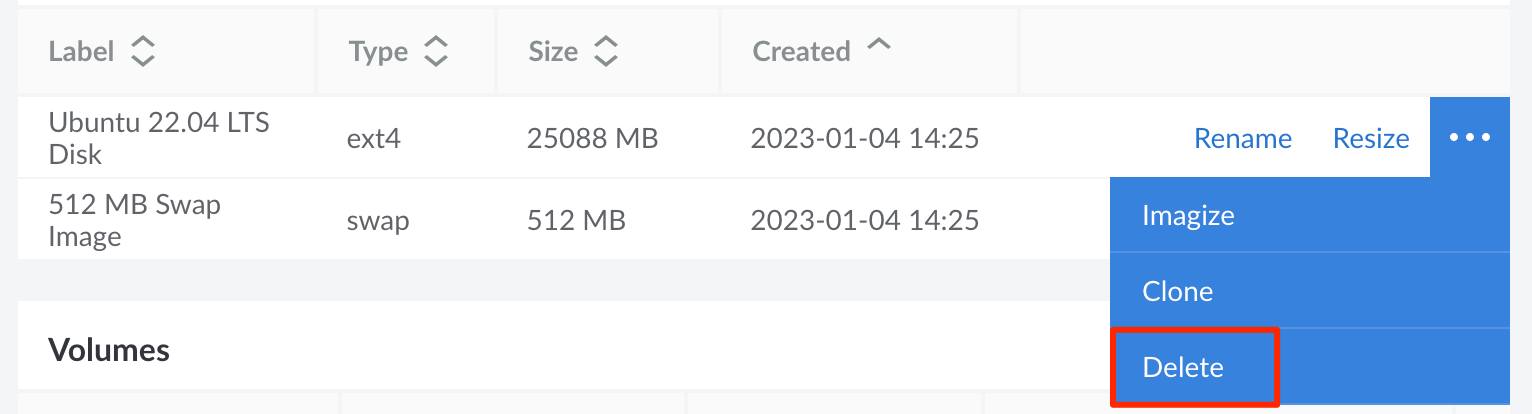 Label Type Size Created
Ubuntu 22.04 LTS
Disk
ext4 25088 MB 2023-01-04 14:25 Rename Resize
512 MB Swap
Image
swap 512 MB 2023-01-04 14:25
Imagize
Clone
Delete
Volumes